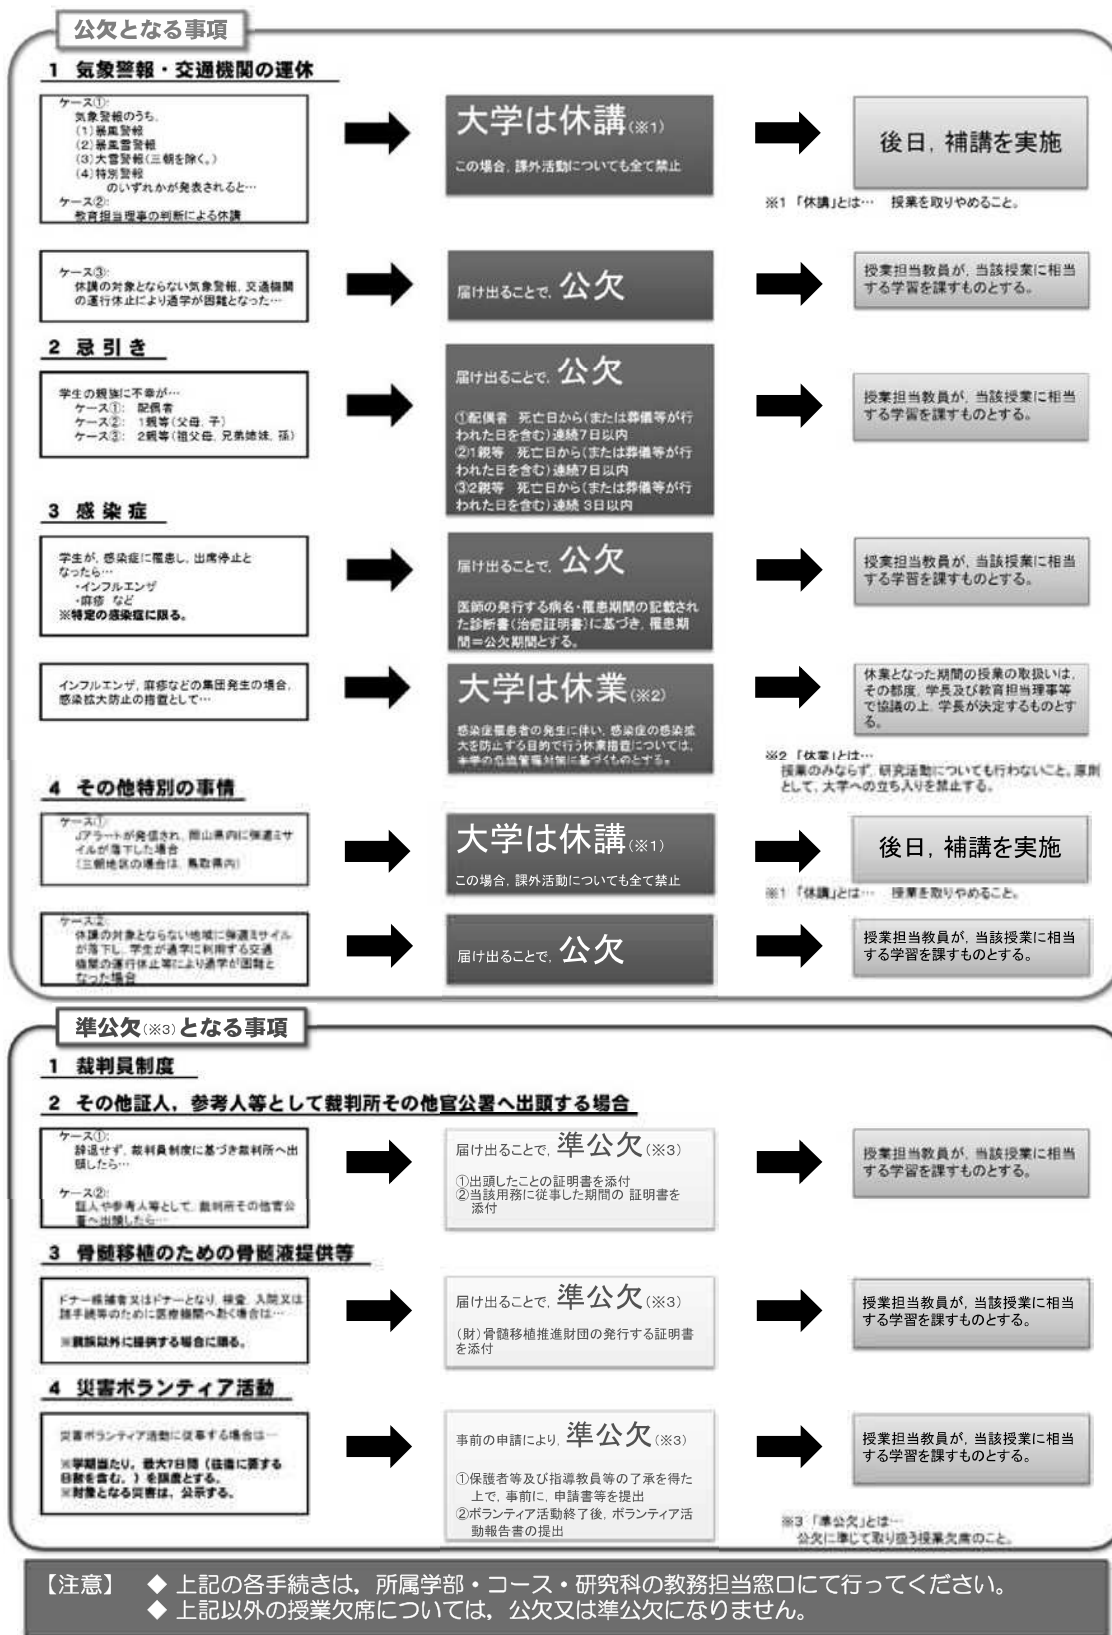 公欠となる事項
1 気象警報・交通機関の運休
ケース①:
気象警報のうち,
(1)暴風警報
(2)暴風雪警報
(3)大雪警報(三朝を除く。)
(4)特別警報
のいずれかが発表されると…
ケース②:
教育担当理事の判断による休講
大学は休講(※1)
この場合, 課外活動についても全て禁止
後日, 補講を実施
※1 「休講」とは… 授業を取りやめること。
ケース③:
休講の対象とならない気象警報, 交通機関
の運行休止により通学が困難となった…
届け出ることで, 公欠
授業担当教員が, 当該授業に相当
する学習を課すものとする。
2 忌引き
学生の親族に不幸が…
ケース①: 配偶者
ケース②: 1親等(父母, 子)
ケース③: 2親等(祖父母, 兄弟姉妹, 孫)
届け出ることで, 公欠
①配偶者 死亡日から(または葬儀等が行
われた日を含む)連続7日以内
②1親等 死亡日から(または葬儀等が行
われた日を含む)連続7日以内
③2親等 死亡日から(または葬儀等が行
われた日を含む)連続 3日以内
授業担当教員が, 当該授業に相当
する学習を課すものとする。
3 感染症
学生が, 感染症に罹患し, 出席停止と
なったら…
・インフルエンザ
・麻疹 など
※特定の感染症に限る。
届け出ることで, 公欠
医師の発行する病名・罹患期間の記載され
た診断書(治癒証明書)に基づき, 罹患期
間=公欠期間とする。
授業担当教員が, 当該授業に相当
する学習を課すものとする。
インフルエンザ, 麻疹などの集団発生の場合,
感染拡大防止の措置として…
大学は休業(※2)
感染症罹患者の発生に伴い, 感染症の感染拡
大を防止する目的で行う休業措置については,
本学の危機管理対策に基づくものとする。
休業となった期間の授業の取扱いは,
その都度, 学長及び教育担当理事等
で協議の上, 学長が決定するものとす
る。
※2 「休業」とは…
授業のみならず, 研究活動についても行わないこと。原則
として, 大学への立ち入りを禁止する。
4 その他特別の事情
ケース①:
Jアラートが発信され, 岡山県内に弾道ミサ
イルが落下した場合
(三朝地区の場合は, 鳥取県内)
大学は休講(※1)
この場合, 課外活動についても全て禁止
後日, 補講を実施
※1 「休講」とは… 授業を取りやめること。
ケース②:
休講の対象とならない地域に弾道ミサイル
が落下し, 学生が通学に利用する交通
機関の運行休止等により通学が困難と
なった場合
届け出ることで, 公欠
授業担当教員が, 当該授業に相当
する学習を課すものとする。
準公欠(※3)となる事項
1 裁判員制度
2 その他証人, 参考人等として裁判所その他官公署へ出頭する場合
ケース①:
辞退せず, 裁判員制度に基づき裁判所へ出
頭したら…
ケース②:
証人や参考人等として, 裁判所その他官公
署へ出頭したら…
届け出ることで, 準公欠(※3)
①出頭したことの証明書を添付
②当該用務に従事した期間の 証明書を
添付
授業担当教員が, 当該授業に相当
する学習を課すものとする。
3 骨髄移植のための骨髄液提供等
ドナー候補者又はドナーとなり, 検査, 入院又は
諸手続等のために医療機関へ赴く場合は…
※親族以外に提供する場合に限る。
届け出ることで, 準公欠(※3)
(財)骨髄移植推進財団の発行する証明書
を添付
授業担当教員が, 当該授業に相当
する学習を課すものとする。
4 災害ボランティア活動
災害ボランティア活動に従事する場合は…
※学期当たり, 最大7日間(往復に要する
日数を含む。)を限度とする。
※対象となる災害は, 公示する。
事前の申請により, 準公欠(※3)
①保護者等及び指導教員等の了承を得た
上で, 事前に, 申請書等を提出
②ボランティア活動終了後, ボランティア活
動報告書の提出
授業担当教員が, 当該授業に相当
する学習を課すものとする。
※3 「準公欠」とは…
公欠に準じて取り扱う授業欠席のこと。
【注意】 ◆ 上記の各手続きは, 所属学部・コース・研究科の教務担当窓口にて行ってください。
◆ 上記以外の授業欠席については, 公欠又は準公欠になりません。